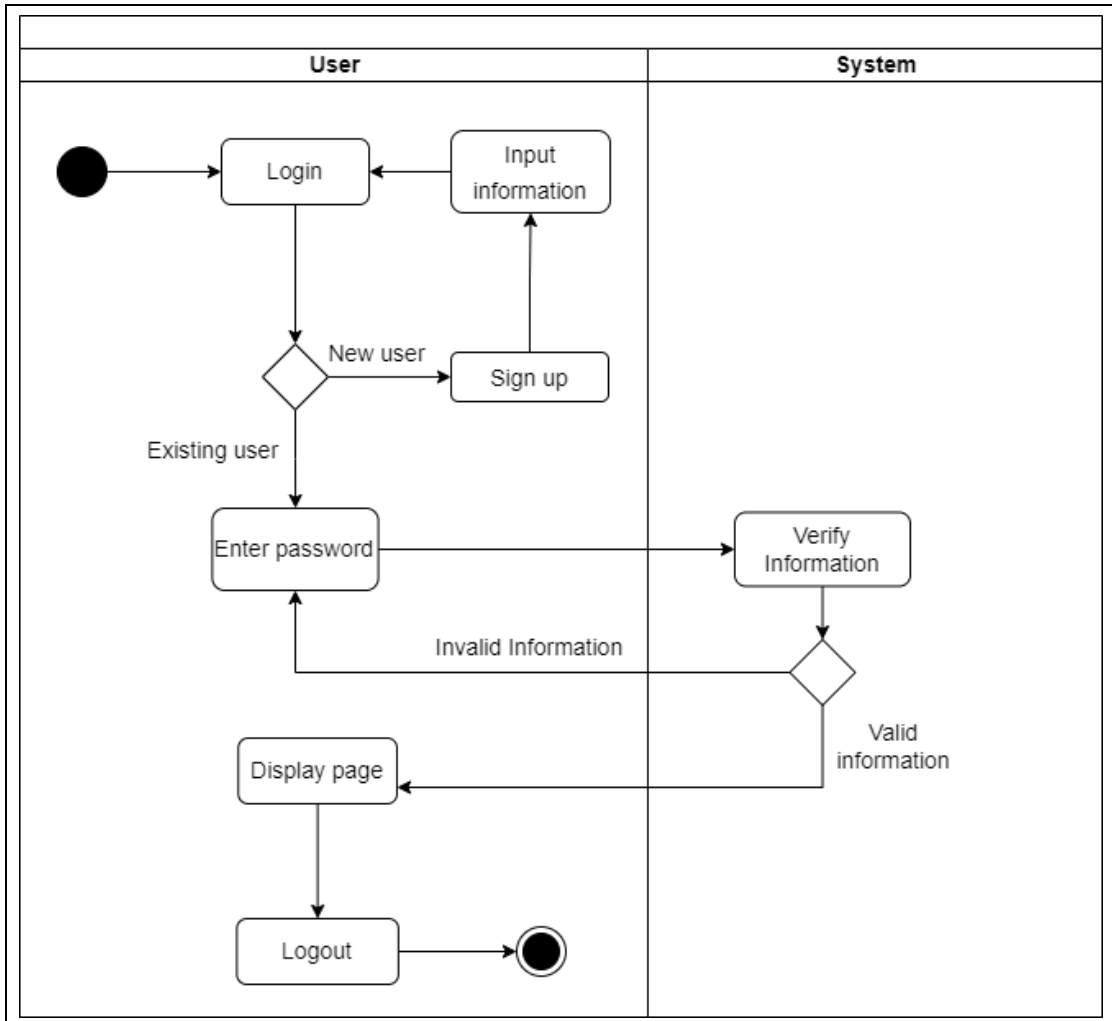 User
System
Login
Input
information
New user
Sign up
Existing user
Enter password
Verify
Information
Invalid Information
Valid
information
Display page
Logout